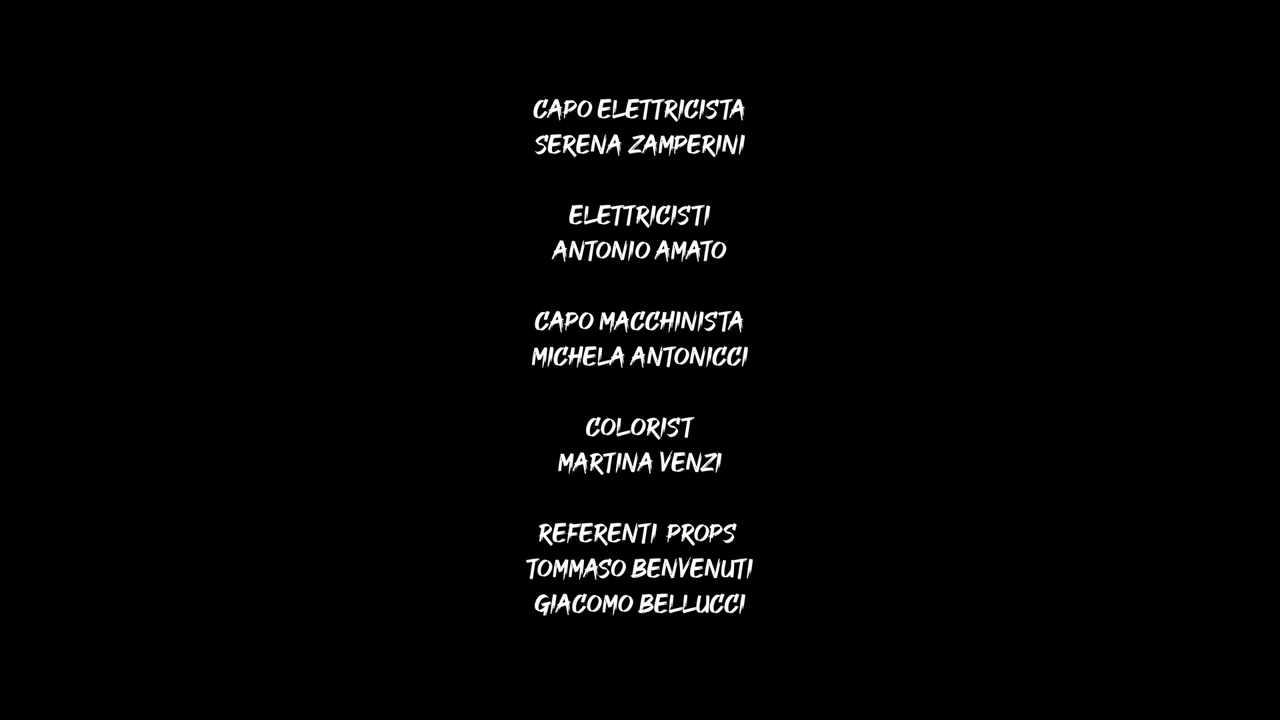 CAPO ELETTRICISTA
SERENA ZAMPERINI
ELETTRICISTI
ANTONIO AMATO
CAPO MACCHINISTA
MICHELA ANTONICCI
COLORIST
MARTINA VENZI
REFERENTI PROPS
TOMMASO BENVENUTI
GIACOMO BELLUCCI